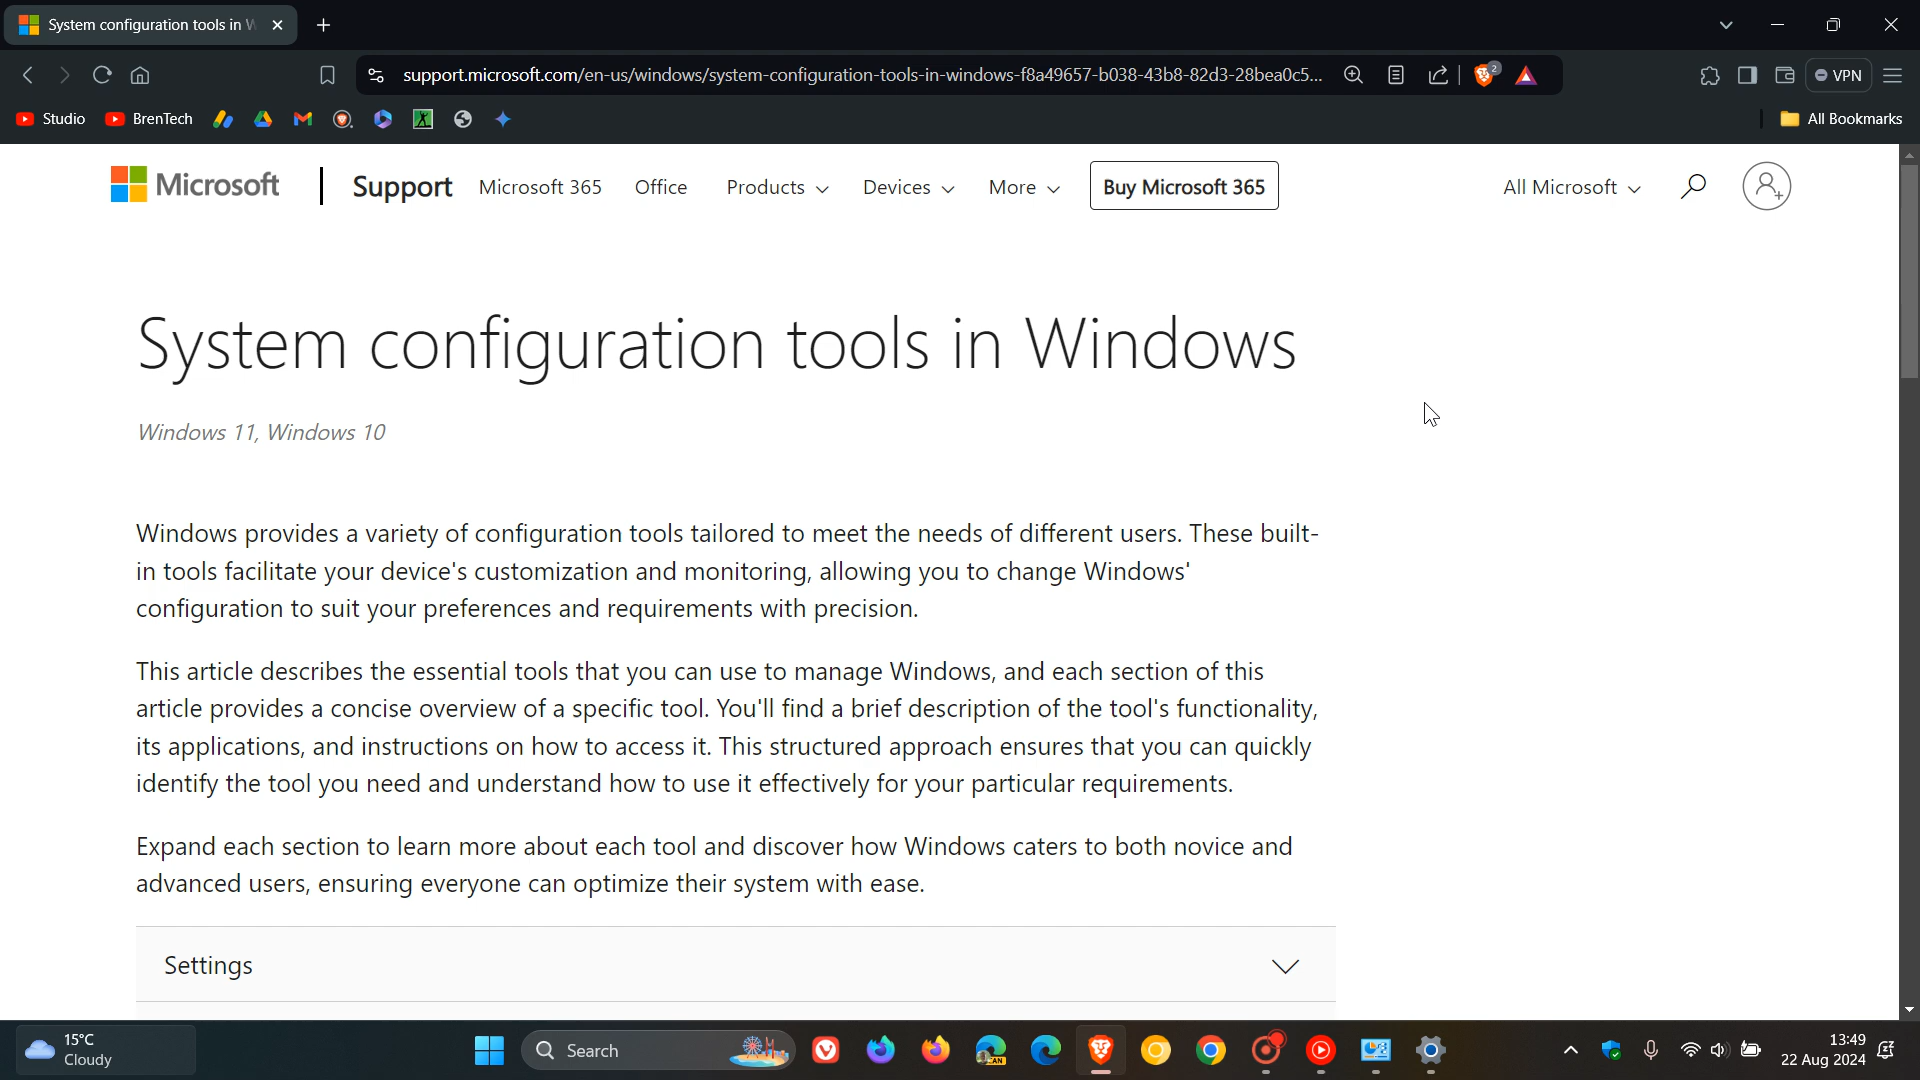 System configuration tools in W
support.microsoft.com/en-us/windows/system-configuration-tools-in-windows-f8a49657-b038-43b8-82d3-28bea0c5...
2
VPN
Studio
BrenTech
All Bookmarks
Microsoft
Support
Microsoft 365
Office
Products
Devices
More
Buy Microsoft 365
All Microsoft
System configuration tools in Windows
Windows 11, Windows 10
Windows provides a variety of configuration tools tailored to meet the needs of different users. These built-
in tools facilitate your device's customization and monitoring, allowing you to change Windows'
configuration to suit your preferences and requirements with precision.
This article describes the essential tools that you can use to manage Windows, and each section of this
article provides a concise overview of a specific tool. You'll find a brief description of the tool's functionality,
its applications, and instructions on how to access it. This structured approach ensures that you can quickly
identify the tool you need and understand how to use it effectively for your particular requirements.
Expand each section to learn more about each tool and discover how Windows caters to both novice and
advanced users, ensuring everyone can optimize their system with ease.
Settings
15°C
Cloudy
Search
CAN
13:49
22 Aug 2024